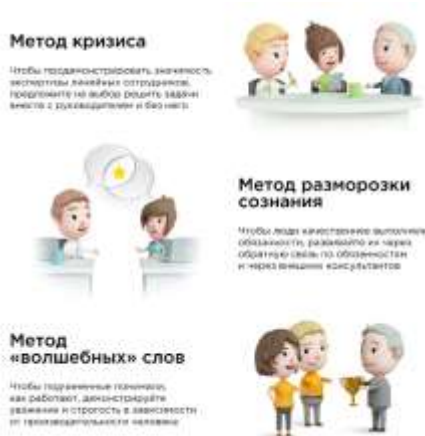 Метод кризиса
Чтобы продемонстрировать значимость
экспертизы линейных сотрудников,
предложите на выбор решить задачи
вместе с руководителем и без него
Метод разморозки
сознания
Чтобы люди качественнее выполняли
обязанности, развивайте их через
обратную связь по обязанностям
и через внешних консультантов
Метод
«волшебных» слов
Чтобы подчиненные понимали,
как работают, демонстрируйте
уважение и строгость в зависимости
от производительности человека